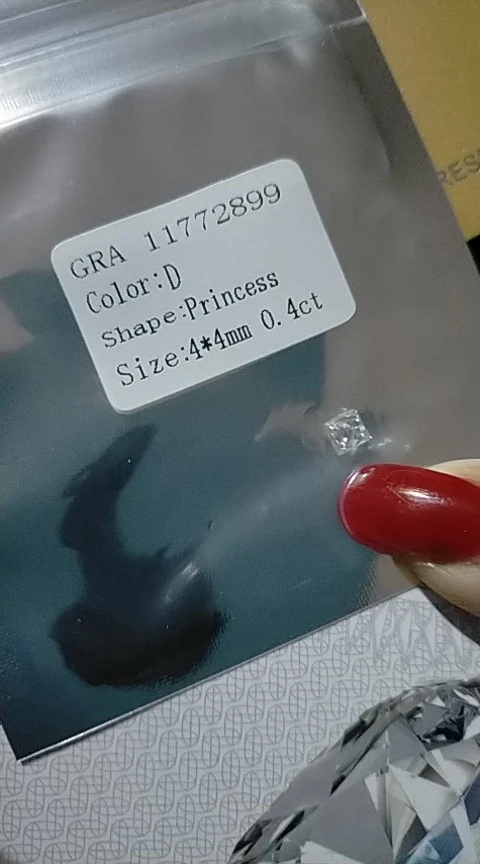 GRA 11772899
Color:D
Shape:Princess
Size:4*4mm 0.4ct